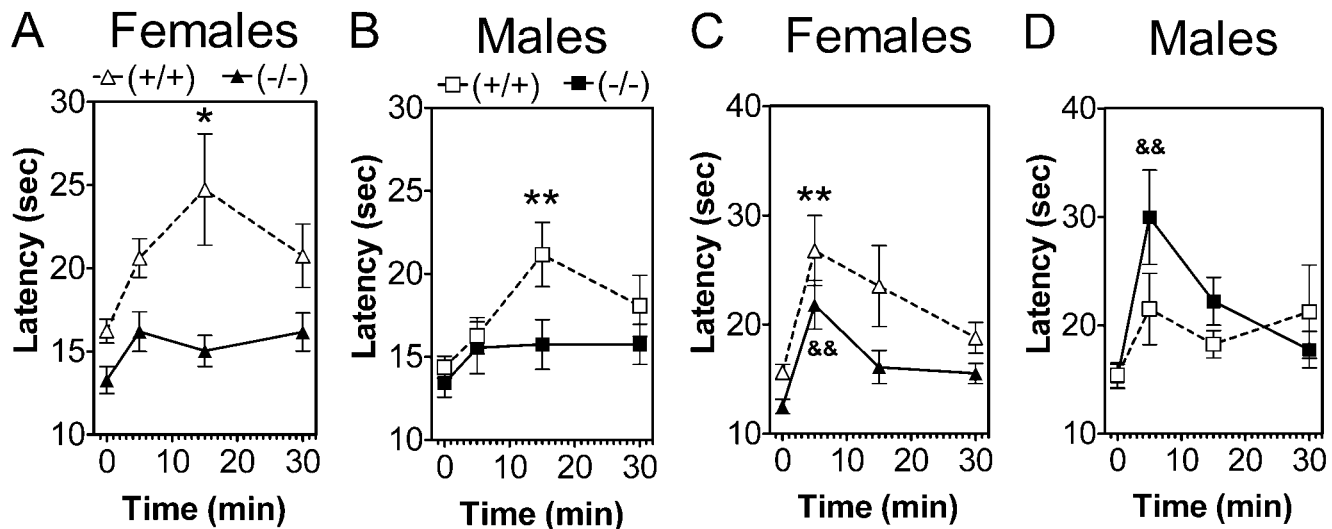 A Females
(+/+) (-/-)
*
30
25
20
15
10
Latency (sec)
0 10 20 30
Time (min)
B Males
(+/+) (-/-)
**
30
25
20
15
10
Latency (sec)
0 10 20 30
Time (min)
C Females
**
&&
40
30
20
10
Latency (sec)
0 10 20 30
Time (min)
D Males
&&
40
30
20
10
Latency (sec)
0 10 20 30
Time (min)